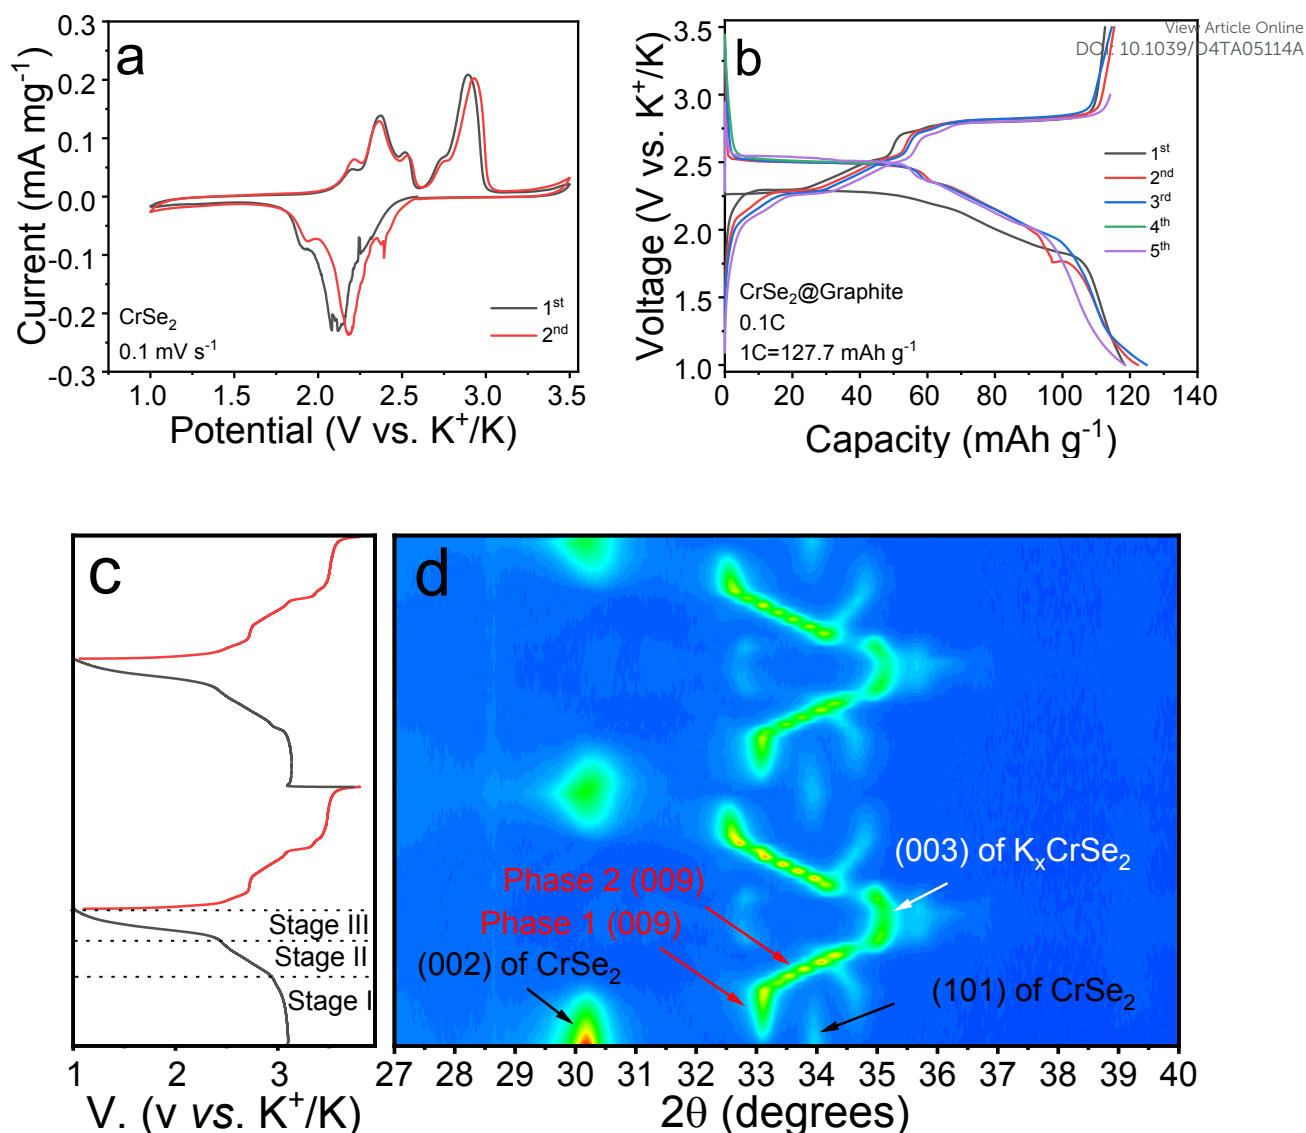 View Article Online
DOI: 10.1039/D4TA05114A
a
0.3
0.2
0.1
0.0
-0.1
-0.2
-0.3
Current (mA mg⁻¹)
CrSe₂
0.1 mV s⁻¹
1ˢᵗ
2ⁿᵈ
1.0 1.5 2.0 2.5 3.0 3.5
Potential (V vs. K⁺/K)
b
3.5
3.0
2.5
2.0
1.5
1.0
Voltage (V vs. K⁺/K)
1ˢᵗ
2ⁿᵈ
3ʳᵈ
4ᵗʰ
5ᵗʰ
CrSe₂@Graphite
0.1C
1C=127.7 mAh g⁻¹
0 20 40 60 80 100 120 140
Capacity (mAh g⁻¹)
c
Stage III
Stage II
Stage I
1 2 3
V. (v vs. K⁺/K)
d
(003) of KₓCrSe₂
Phase 2 (009)
Phase 1 (009)
(002) of CrSe₂
(101) of CrSe₂
27 28 29 30 31 32 33 34 35 36 37 38 39 40
2θ (degrees)